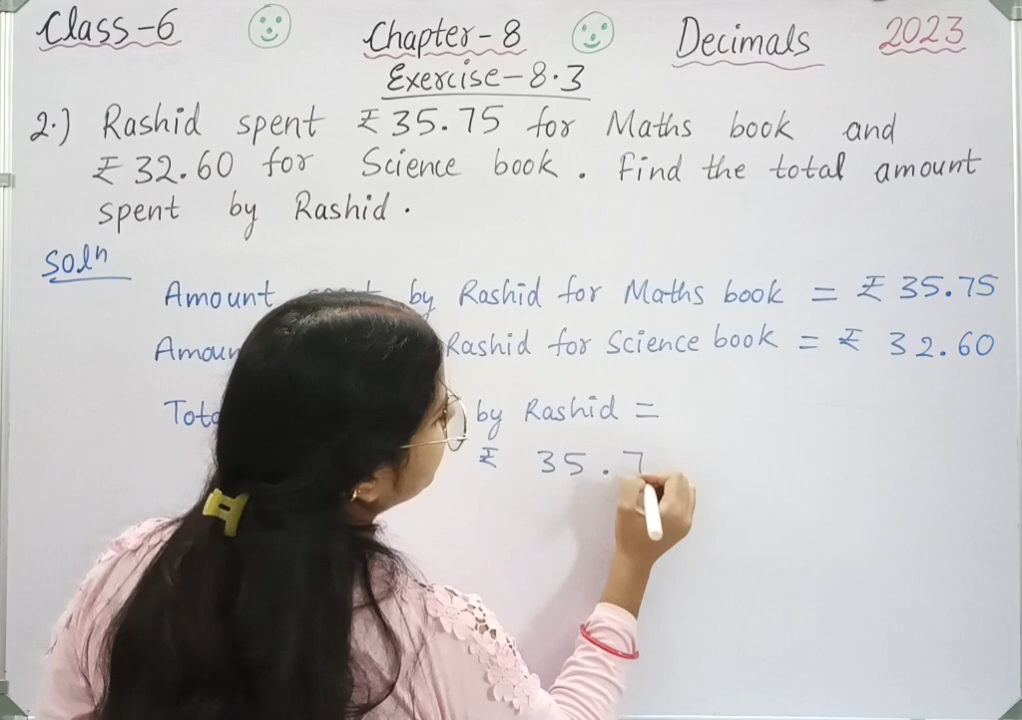 Class-6 Chapter-8 Decimals 2023
Exercise-8.3
2.) Rashid spent ₹35.75 for Maths book and
₹32.60 for Science book. Find the total amount
spent by Rashid.
Solⁿ
Amount by Rashid for Maths book = ₹35.75
Rashid for Science book = ₹ 32.60
by Rashid =
₹ 35.7